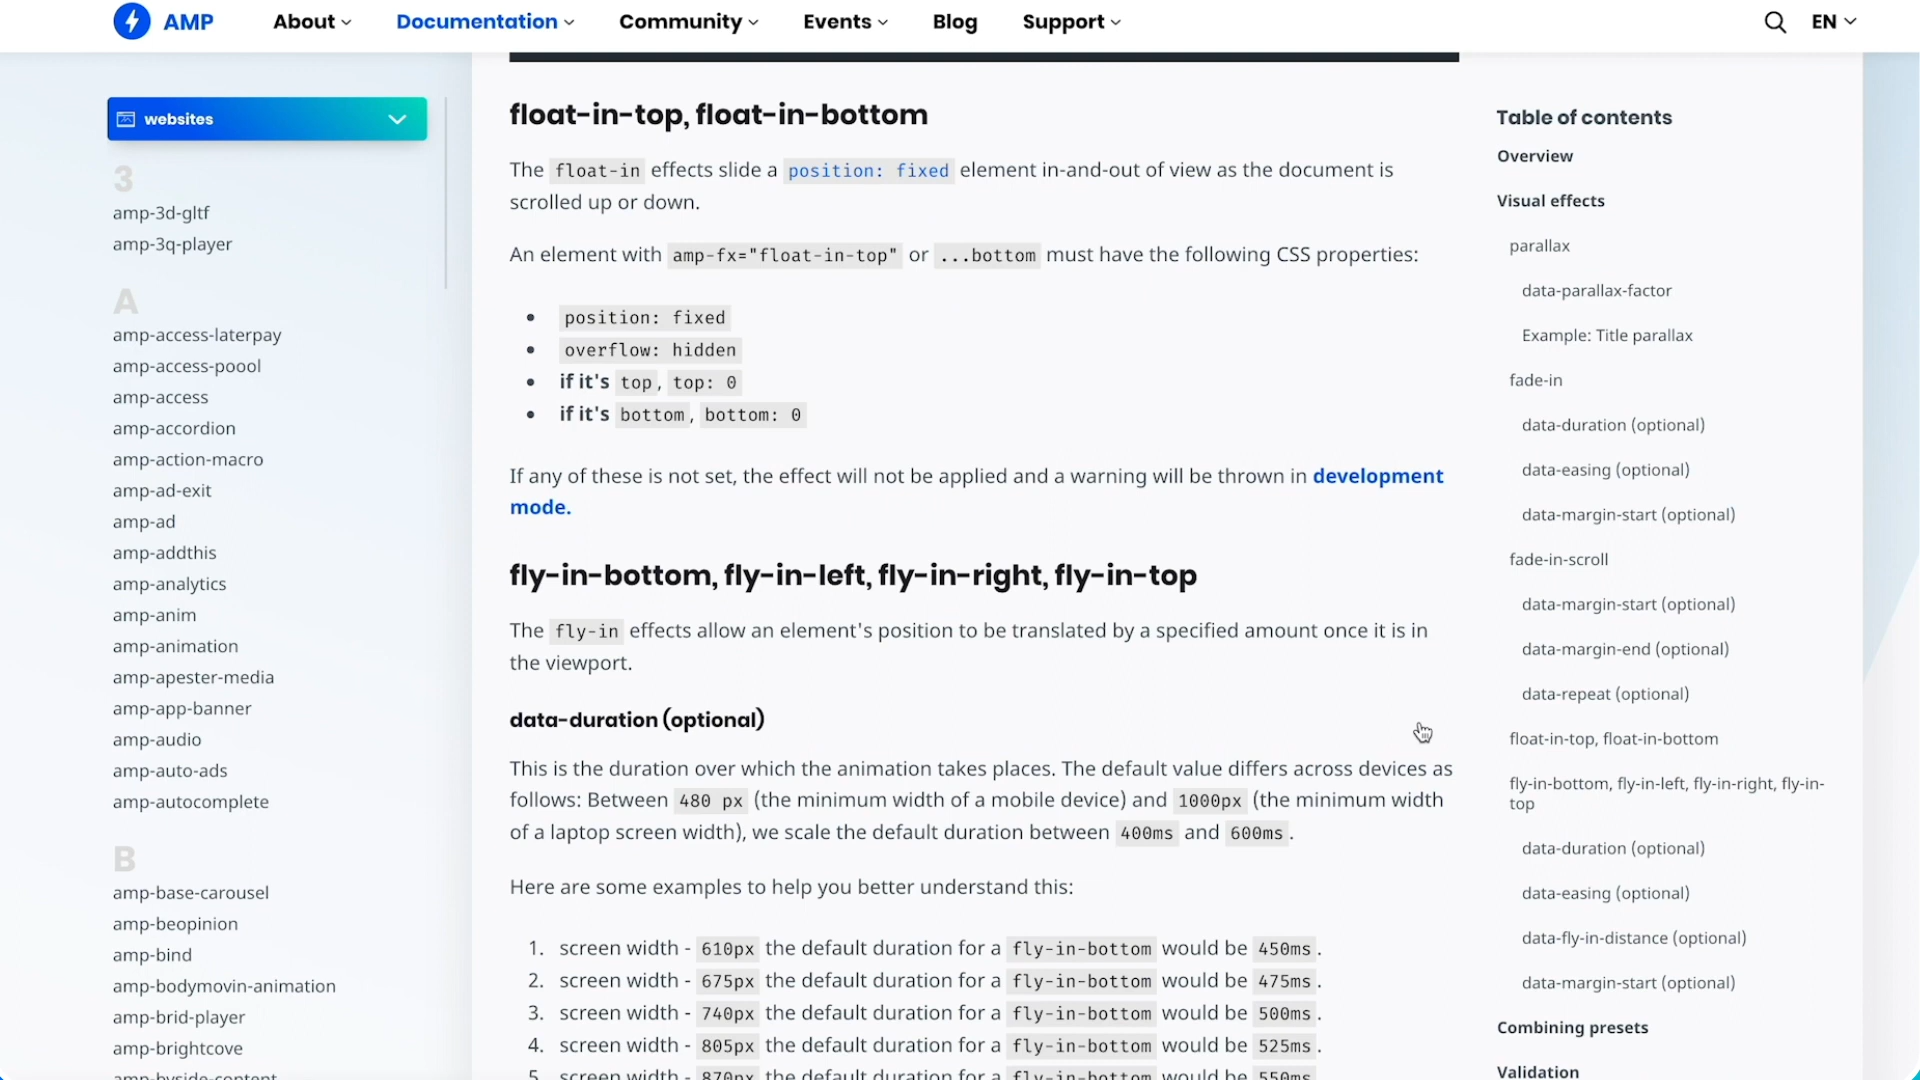 AMP
About
Documentation
Community
Events
Blog
Support
EN
websites
3
amp-3d-gltf
amp-3q-player
A
amp-access-laterpay
amp-access-poool
amp-access
amp-accordion
amp-action-macro
amp-ad-exit
amp-ad
amp-addthis
amp-analytics
amp-anim
amp-animation
amp-apester-media
amp-app-banner
amp-audio
amp-auto-ads
amp-autocomplete
B
amp-base-carousel
amp-beopinion
amp-bind
amp-bodymovin-animation
amp-brid-player
amp-brightcove
amp-byside-content
float-in-top, float-in-bottom
The float-in effects slide a position: fixed element in-and-out of view as the document is
scrolled up or down.
An element with amp-fx="float-in-top" or ...bottom must have the following CSS properties:
• position: fixed
• overflow: hidden
• if it's top, top: 0
• if it's bottom, bottom: 0
If any of these is not set, the effect will not be applied and a warning will be thrown in development
mode.
fly-in-bottom, fly-in-left, fly-in-right, fly-in-top
The fly-in effects allow an element's position to be translated by a specified amount once it is in
the viewport.
data-duration (optional)
This is the duration over which the animation takes places. The default value differs across devices as
follows: Between 480 px (the minimum width of a mobile device) and 1000px (the minimum width
of a laptop screen width), we scale the default duration between 400ms and 600ms.
Here are some examples to help you better understand this:
1. screen width - 610px the default duration for a fly-in-bottom would be 450ms.
2. screen width - 675px the default duration for a fly-in-bottom would be 475ms.
3. screen width - 740px the default duration for a fly-in-bottom would be 500ms.
4. screen width - 805px the default duration for a fly-in-bottom would be 525ms.
5. screen width - 870px the default duration for a fly-in-bottom would be 550ms
Table of contents
Overview
Visual effects
parallax
data-parallax-factor
Example: Title parallax
fade-in
data-duration (optional)
data-easing (optional)
data-margin-start (optional)
fade-in-scroll
data-margin-start (optional)
data-margin-end (optional)
data-repeat (optional)
float-in-top, float-in-bottom
fly-in-bottom, fly-in-left, fly-in-right, fly-in-
top
data-duration (optional)
data-easing (optional)
data-fly-in-distance (optional)
data-margin-start (optional)
Combining presets
Validation